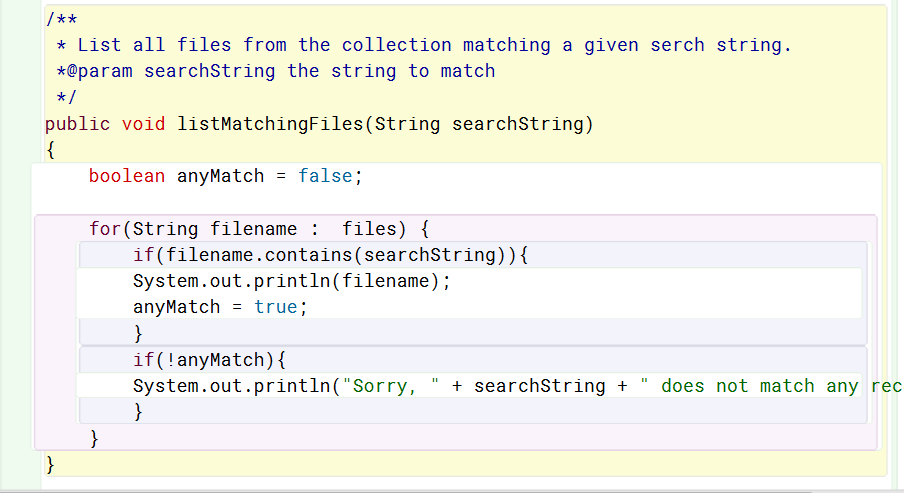 /**
 * List all files from the collection matching a given serch string.
 *@param searchString the string to match
 */
public void listMatchingFiles(String searchString)
{
    boolean anyMatch = false;

    for(String filename :  files) {
        if(filename.contains(searchString)){
        System.out.println(filename);
        anyMatch = true;
        }
        if(!anyMatch){
        System.out.println("Sorry, " + searchString + " does not match any rec
        }
    }
}